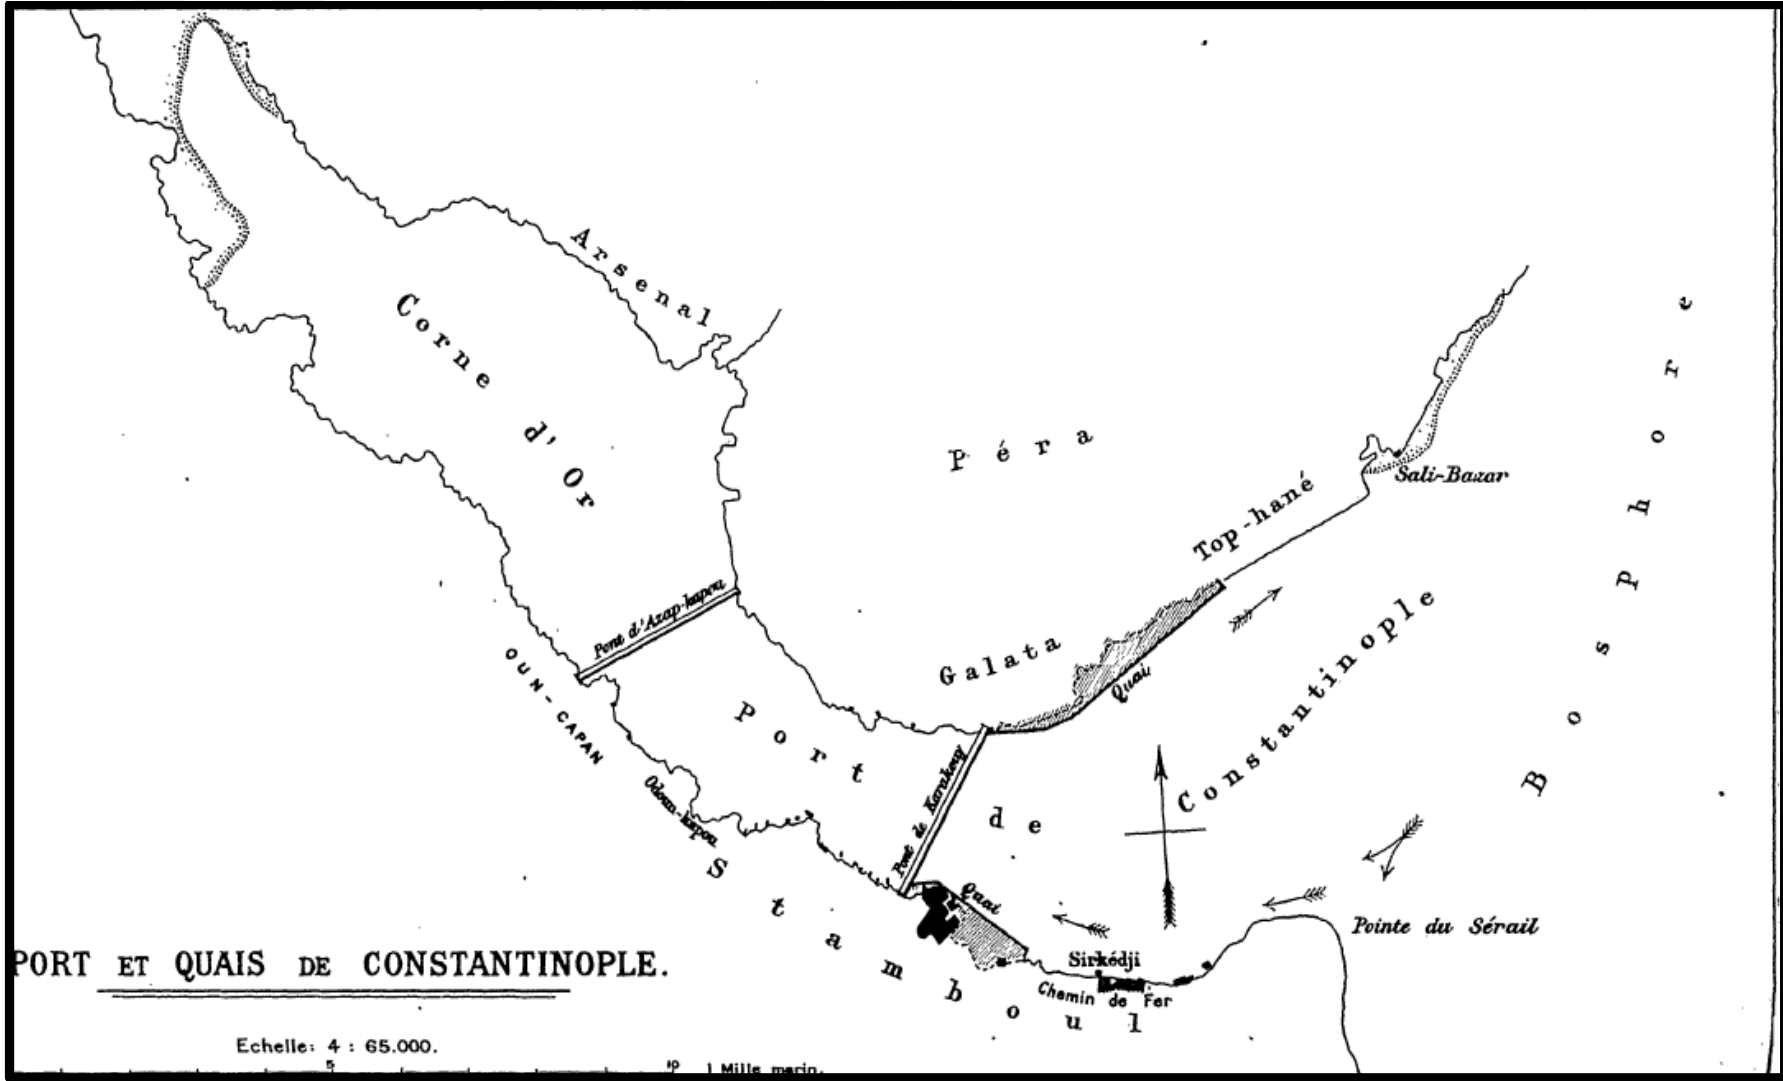 Arsenal
Corne d'Or
Péra
Top-hané
Sali-Bazar
Bosphore
Pont d'Azap-kapou
OUN-CAPAN
Galata
Quai
Port de Constantinople
Pont de Karakeuy
Odoun-kapou
Stamboul
Quai
Pointe du Sérail
Sirkédji
Chemin de Fer
PORT ET QUAIS DE CONSTANTINOPLE.
Echelle: 4 : 65.000.
5 10 1 Mille marin.